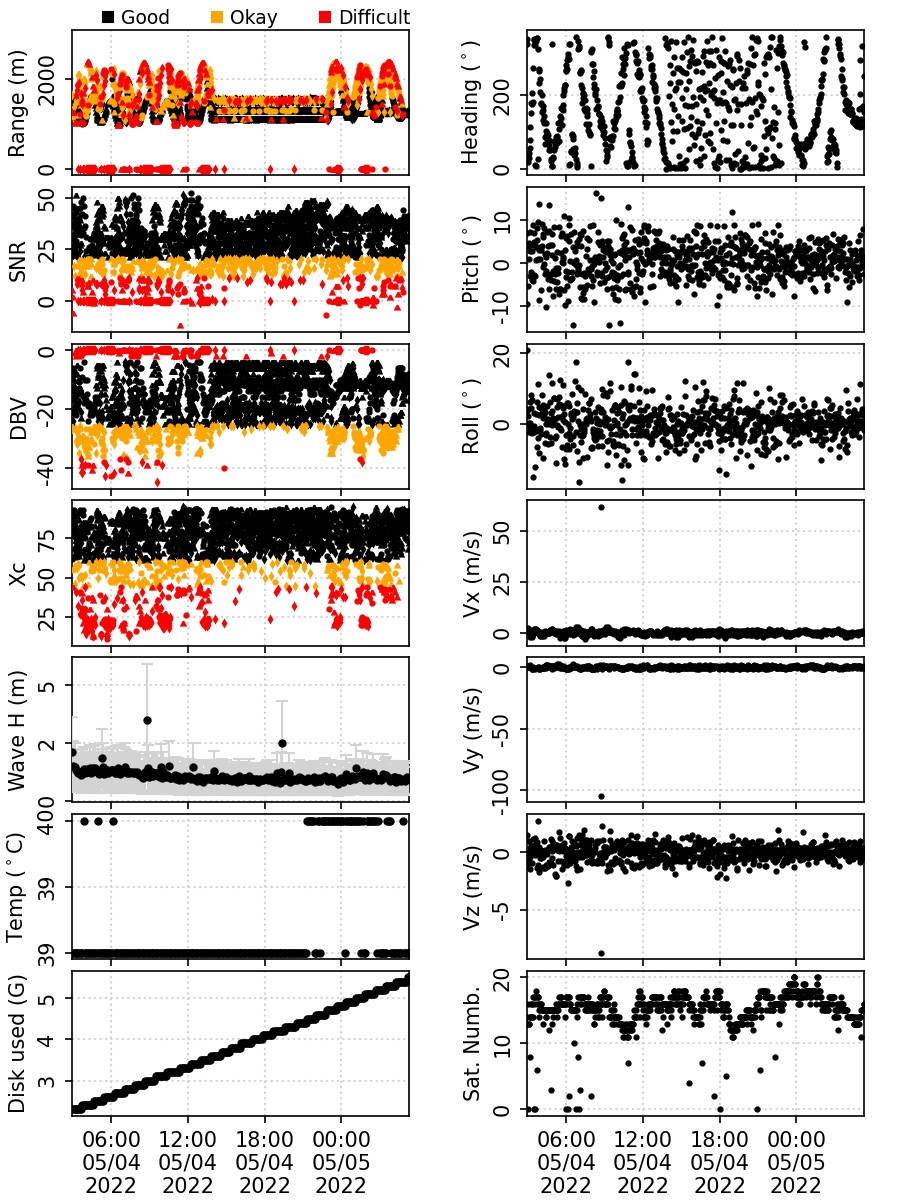 Good Okay Difficult
Range (m)
2000
0
SNR
50
25
0
DBV
0
-20
-40
Xc
75
50
25
Wave H (m)
5
2
0
Temp (°C)
40
39
39
Disk used (G)
5
4
3
06:00 12:00 18:00 00:00
05/04 05/04 05/04 05/05
2022 2022 2022 2022
Heading (°)
200
0
Pitch (°)
10
0
-10
Roll (°)
20
0
Vx (m/s)
50
25
0
Vy (m/s)
0
-50
-100
Vz (m/s)
0
-5
Sat. Numb.
20
10
0
06:00 12:00 18:00 00:00
05/04 05/04 05/04 05/05
2022 2022 2022 2022